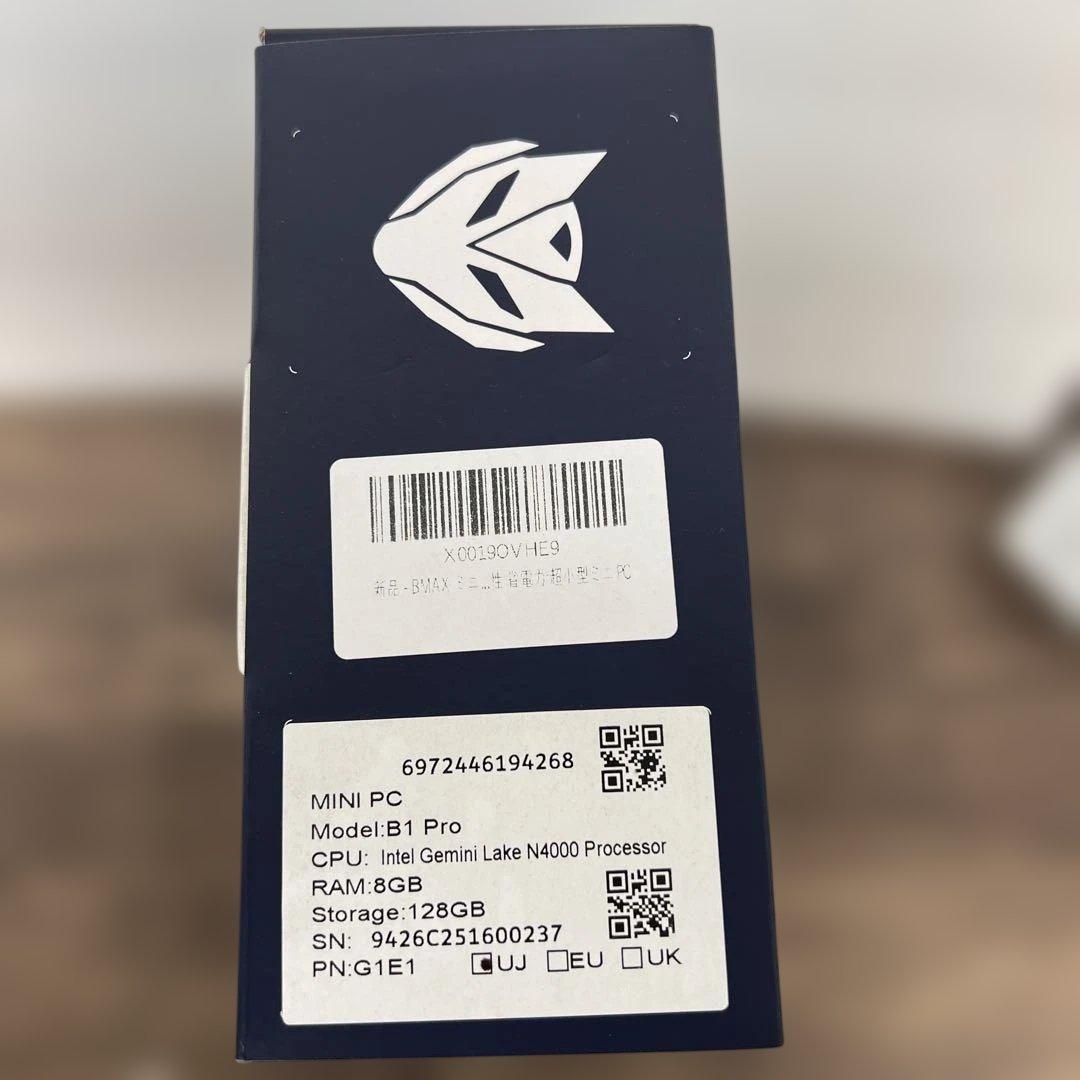 X0019OVHE9
新品 - BMAX ミニ...性 省電力 超小型ミニPC
6972446194268
MINI PC
Model:B1 Pro
CPU: Intel Gemini Lake N4000 Processor
RAM:8GB
Storage:128GB
SN: 9426C251600237
PN:G1E1 UJ EU UK